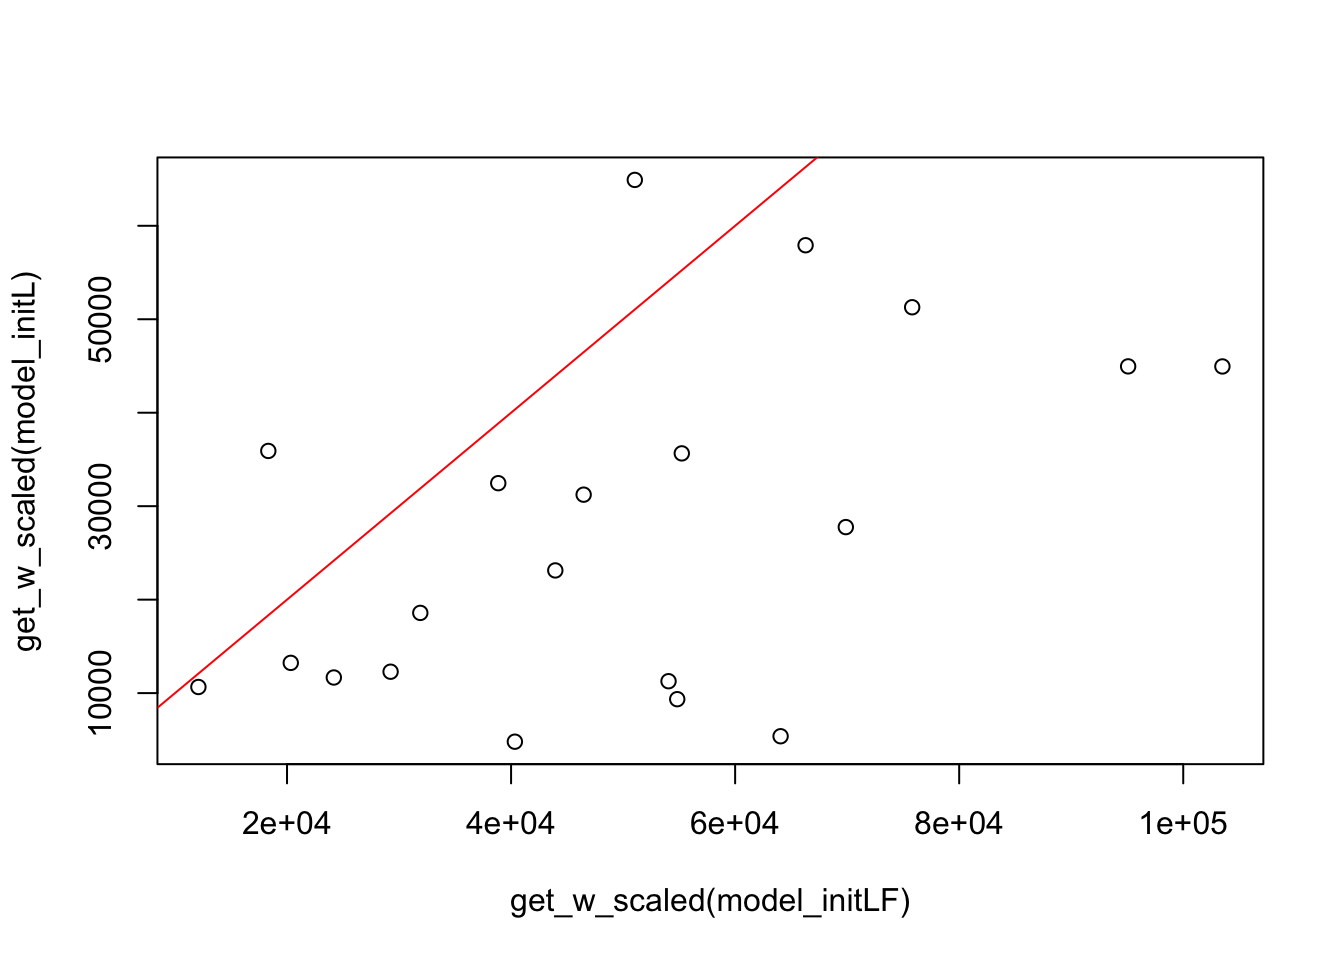 get_w_scaled(model_initL)
50000
30000
10000
2e+04 4e+04 6e+04 8e+04 1e+05
get_w_scaled(model_initLF)